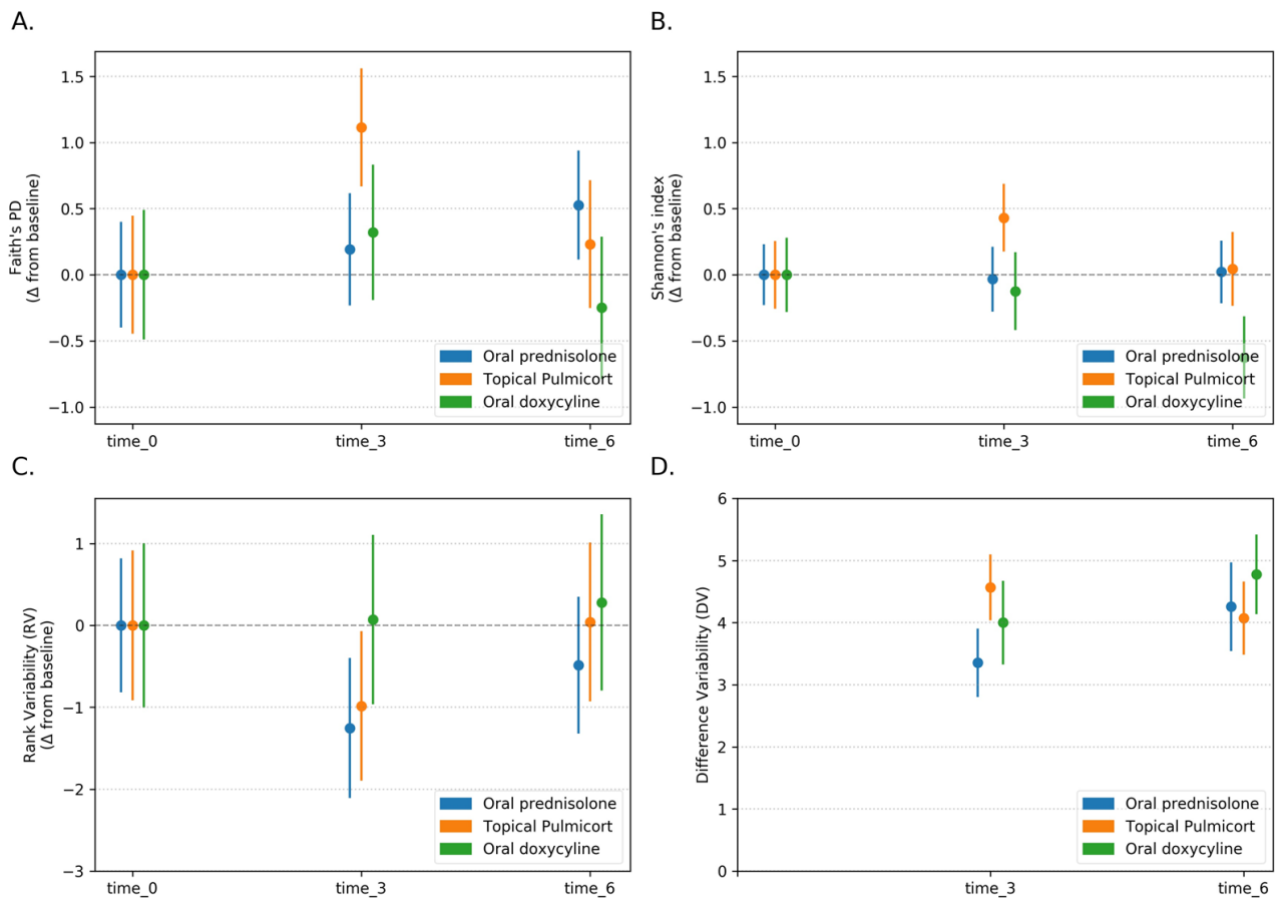 A.
Faith's PD
(Δ from baseline)
1.5
1.0
0.5
0.0
−0.5
−1.0
Oral prednisolone
Topical Pulmicort
Oral doxycyline
time_0
time_3
time_6
B.
Shannon's index
(Δ from baseline)
1.5
1.0
0.5
0.0
−0.5
−1.0
Oral prednisolone
Topical Pulmicort
Oral doxycyline
time_0
time_3
time_6
C.
Rank Variability (RV)
(Δ from baseline)
1
0
−1
−2
−3
Oral prednisolone
Topical Pulmicort
Oral doxycyline
time_0
time_3
time_6
D.
Difference Variability (DV)
6
5
4
3
2
1
0
Oral prednisolone
Topical Pulmicort
Oral doxycyline
time_3
time_6